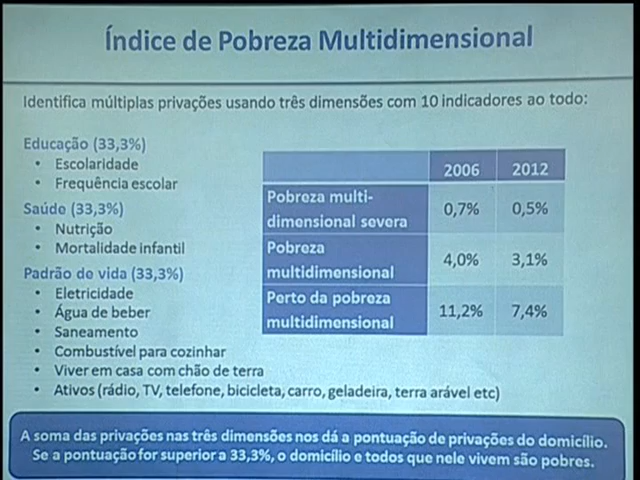 Índice de Pobreza Multidimensional
Identifica múltiplas privações usando três dimensões com 10 indicadores ao todo:
Educação (33,3%)
• Escolaridade
• Frequência escolar
Saúde (33,3%)
• Nutrição
• Mortalidade infantil
Padrão de vida (33,3%)
• Eletricidade
• Água de beber
• Saneamento
• Combustível para cozinhar
• Viver em casa com chão de terra
• Ativos (rádio, TV, telefone, bicicleta, carro, geladeira, terra arável etc)
2006 2012
Pobreza multi-
dimensional severa 0,7% 0,5%
Pobreza
multidimensional 4,0% 3,1%
Perto da pobreza
multidimensional 11,2% 7,4%
A soma das privações nas três dimensões nos dá a pontuação de privações do domicílio.
Se a pontuação for superior a 33,3%, o domicílio e todos que nele vivem são pobres.